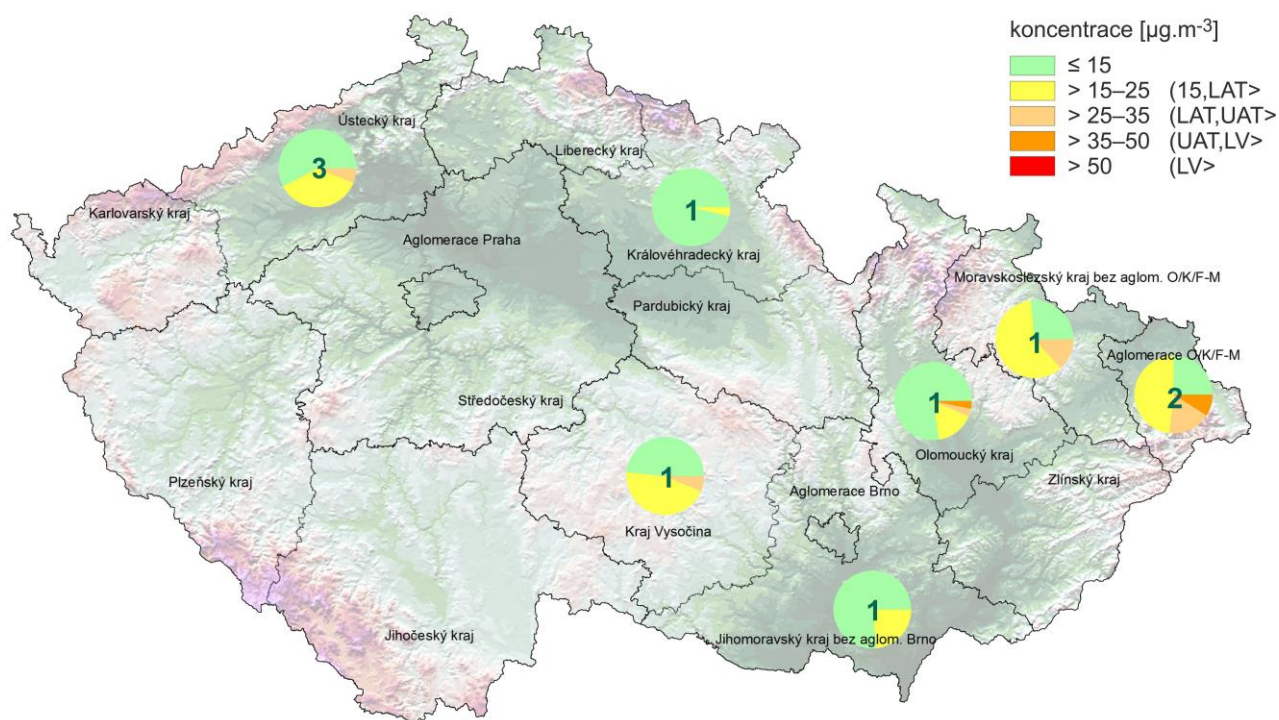 koncentrace [µg.m-3]
≤ 15
> 15–25 (15,LAT>
> 25–35 (LAT,UAT>
> 35–50 (UAT,LV>
> 50 (LV>
Ústecký kraj
Liberecký kraj
3
Karlovarský kraj
1
Aglomerace Praha
Královéhradecký kraj
Moravskoslezský kraj bez aglom. O/K/F-M
Pardubický kraj
1
Aglomerace O/K/F-M
Středočeský kraj
1
2
Olomoucký kraj
Plzeňský kraj
1
Aglomerace Brno
Zlínský kraj
Kraj Vysočina
1
Jihočeský kraj
Jihomoravský kraj bez aglom. Brno